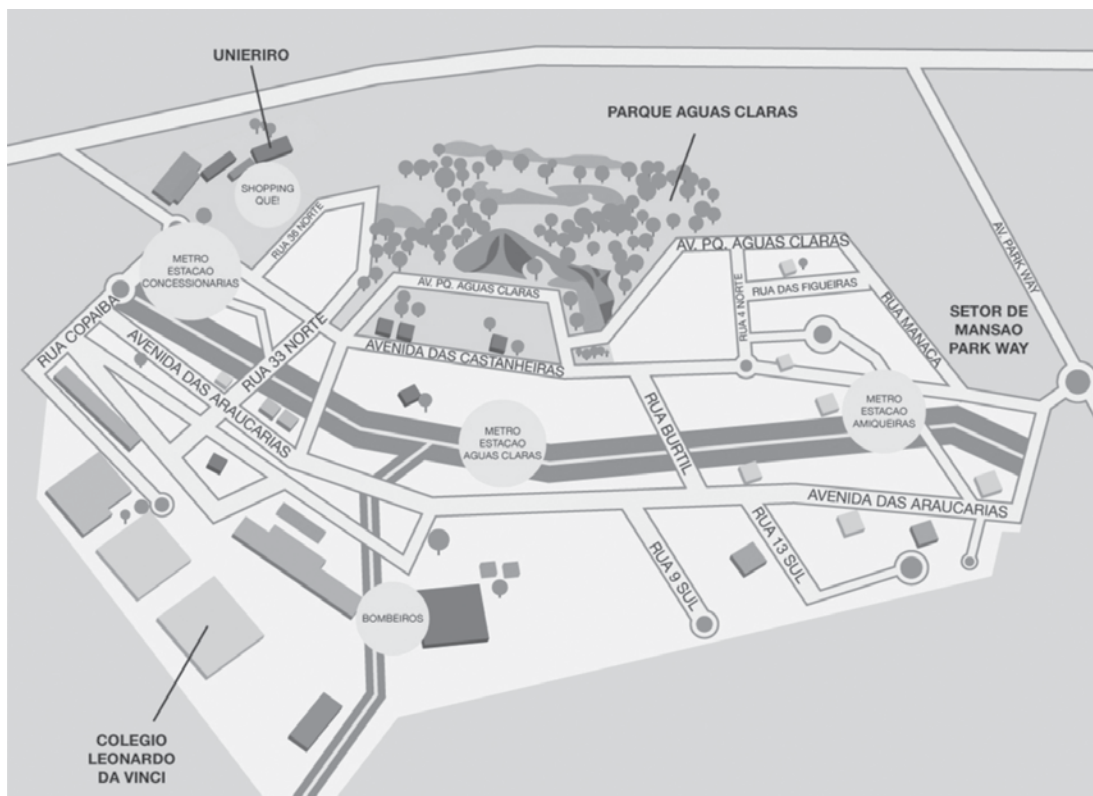 UNIERIRO
PARQUE AGUAS CLARAS
SHOPPING
QUE!
RUA 36 NORTE
METRO
ESTACAO
CONCESSIONARIAS
AV. PQ. AGUAS CLARAS
AV. PARK WAY
AV. PQ. AGUAS CLARAS
RUA DAS FIGUEIRAS
RUA 4 NORTE
RUA MANACA
SETOR DE
MANSAO
PARK WAY
RUA COPAIBA
AVENIDA DAS ARAUCARIAS
RUA 33 NORTE
AVENIDA DAS CASTANHEIRAS
RUA BURTIL
METRO
ESTACAO
AMIQUEIRAS
METRO
ESTACAO
AGUAS CLARAS
AVENIDA DAS ARAUCARIAS
RUA 9 SUL
RUA 13 SUL
BOMBEIROS
COLEGIO
LEONARDO
DA VINCI